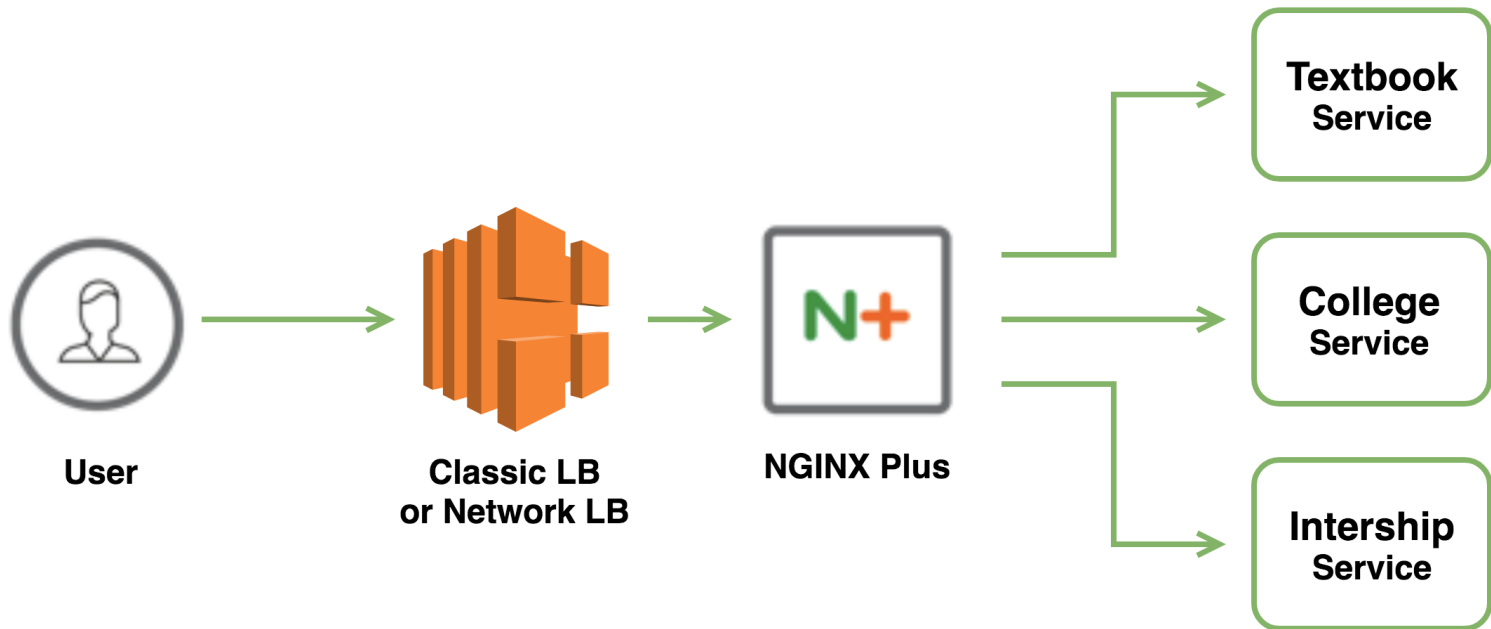 User
Classic LB
or Network LB
N+
NGINX Plus
Textbook
Service
College
Service
Intership
Service